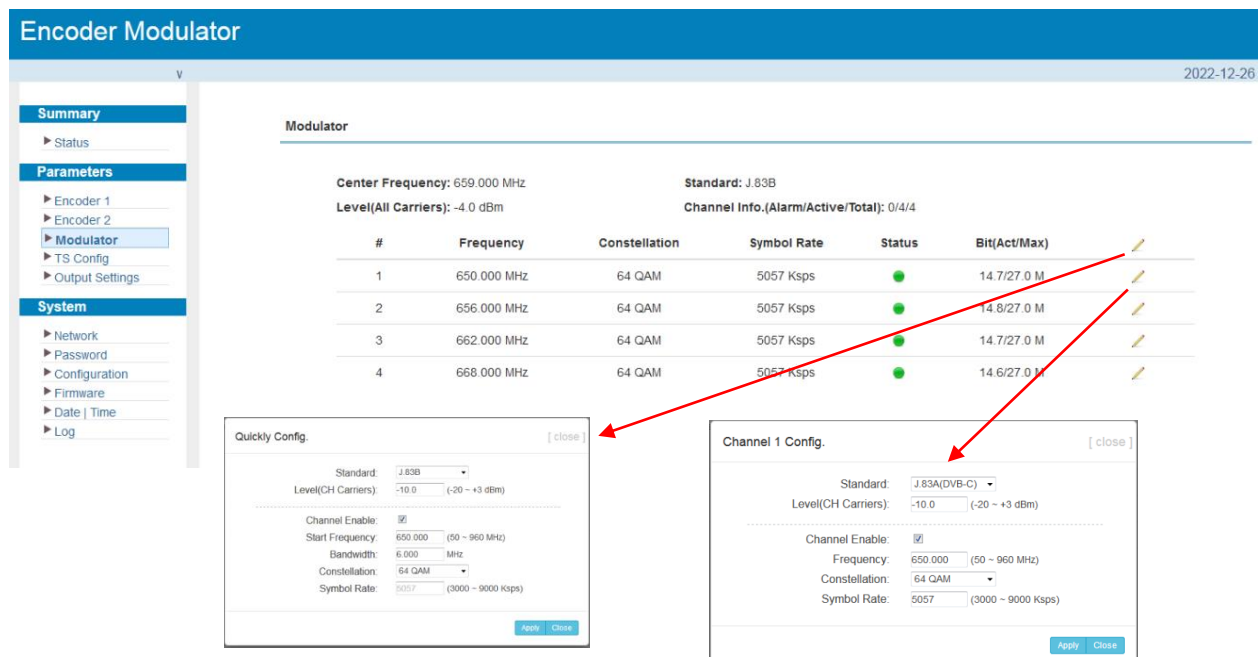 Encoder Modulator
v
2022-12-26
Summary
Status
Parameters
Encoder 1
Encoder 2
Modulator
TS Config
Output Settings
System
Network
Password
Configuration
Firmware
Date | Time
Log
Modulator
Center Frequency: 659.000 MHz Standard: J.83B
Level(All Carriers): -4.0 dBm Channel Info.(Alarm/Active/Total): 0/4/4
# Frequency Constellation Symbol Rate Status Bit(Act/Max)
1 650.000 MHz 64 QAM 5057 Ksps 14.7/27.0 M
2 656.000 MHz 64 QAM 5057 Ksps 14.8/27.0 M
3 662.000 MHz 64 QAM 5057 Ksps 14.7/27.0 M
4 668.000 MHz 64 QAM 5057 Ksps 14.6/27.0 M
Quickly Config. [ close ]
Standard: J.83B
Level(CH Carriers): -10.0 (-20 ~ +3 dBm)
Channel Enable:
Start Frequency: 650.000 (50 ~ 960 MHz)
Bandwidth: 6.000 MHz
Constellation: 64 QAM
Symbol Rate: 5057 (3000 ~ 9000 Ksps)
Apply Close
Channel 1 Config. [ close ]
Standard: J.83A(DVB-C)
Level(CH Carriers): -10.0 (-20 ~ +3 dBm)
Channel Enable:
Frequency: 650.000 (50 ~ 960 MHz)
Constellation: 64 QAM
Symbol Rate: 5057 (3000 ~ 9000 Ksps)
Apply Close